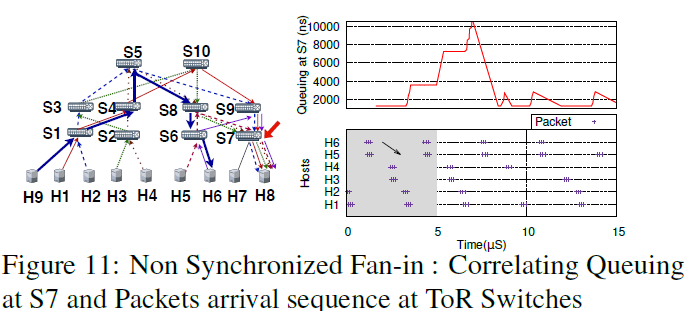 S5 S10
S3 S4 S8 S9
S1 S2 S6 S7
H9 H1 H2 H3 H4 H5 H6 H7 H8
Queuing at S7 (ns)
10000
8000
6000
4000
2000
Packet
Hosts
H6
H5
H4
H3
H2
H1
0 5 10 15
Time(μS)
Figure 11: Non Synchronized Fan-in : Correlating Queuing
at S7 and Packets arrival sequence at ToR Switches